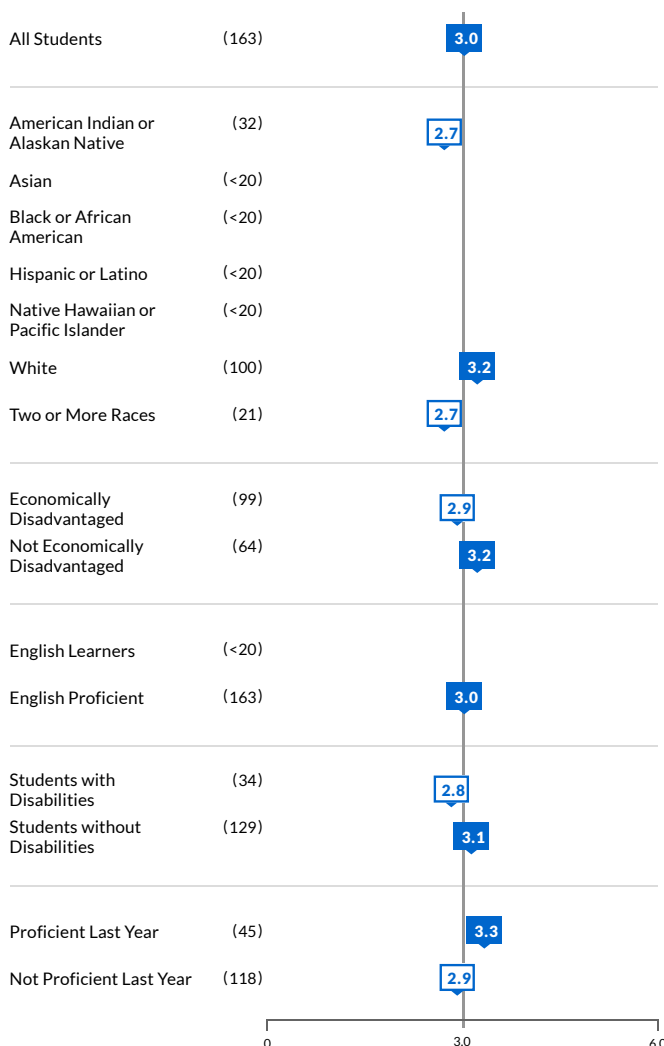 All Students (163) 3.0
American Indian or
Alaskan Native (32) 2.7
Asian (<20)
Black or African
American (<20)
Hispanic or Latino (<20)
Native Hawaiian or
Pacific Islander (<20)
White (100) 3.2
Two or More Races (21) 2.7
Economically
Disadvantaged (99) 2.9
Not Economically
Disadvantaged (64) 3.2
English Learners (<20)
English Proficient (163) 3.0
Students with
Disabilities (34) 2.8
Students without
Disabilities (129) 3.1
Proficient Last Year (45) 3.3
Not Proficient Last Year (118) 2.9
0 3.0 6.0